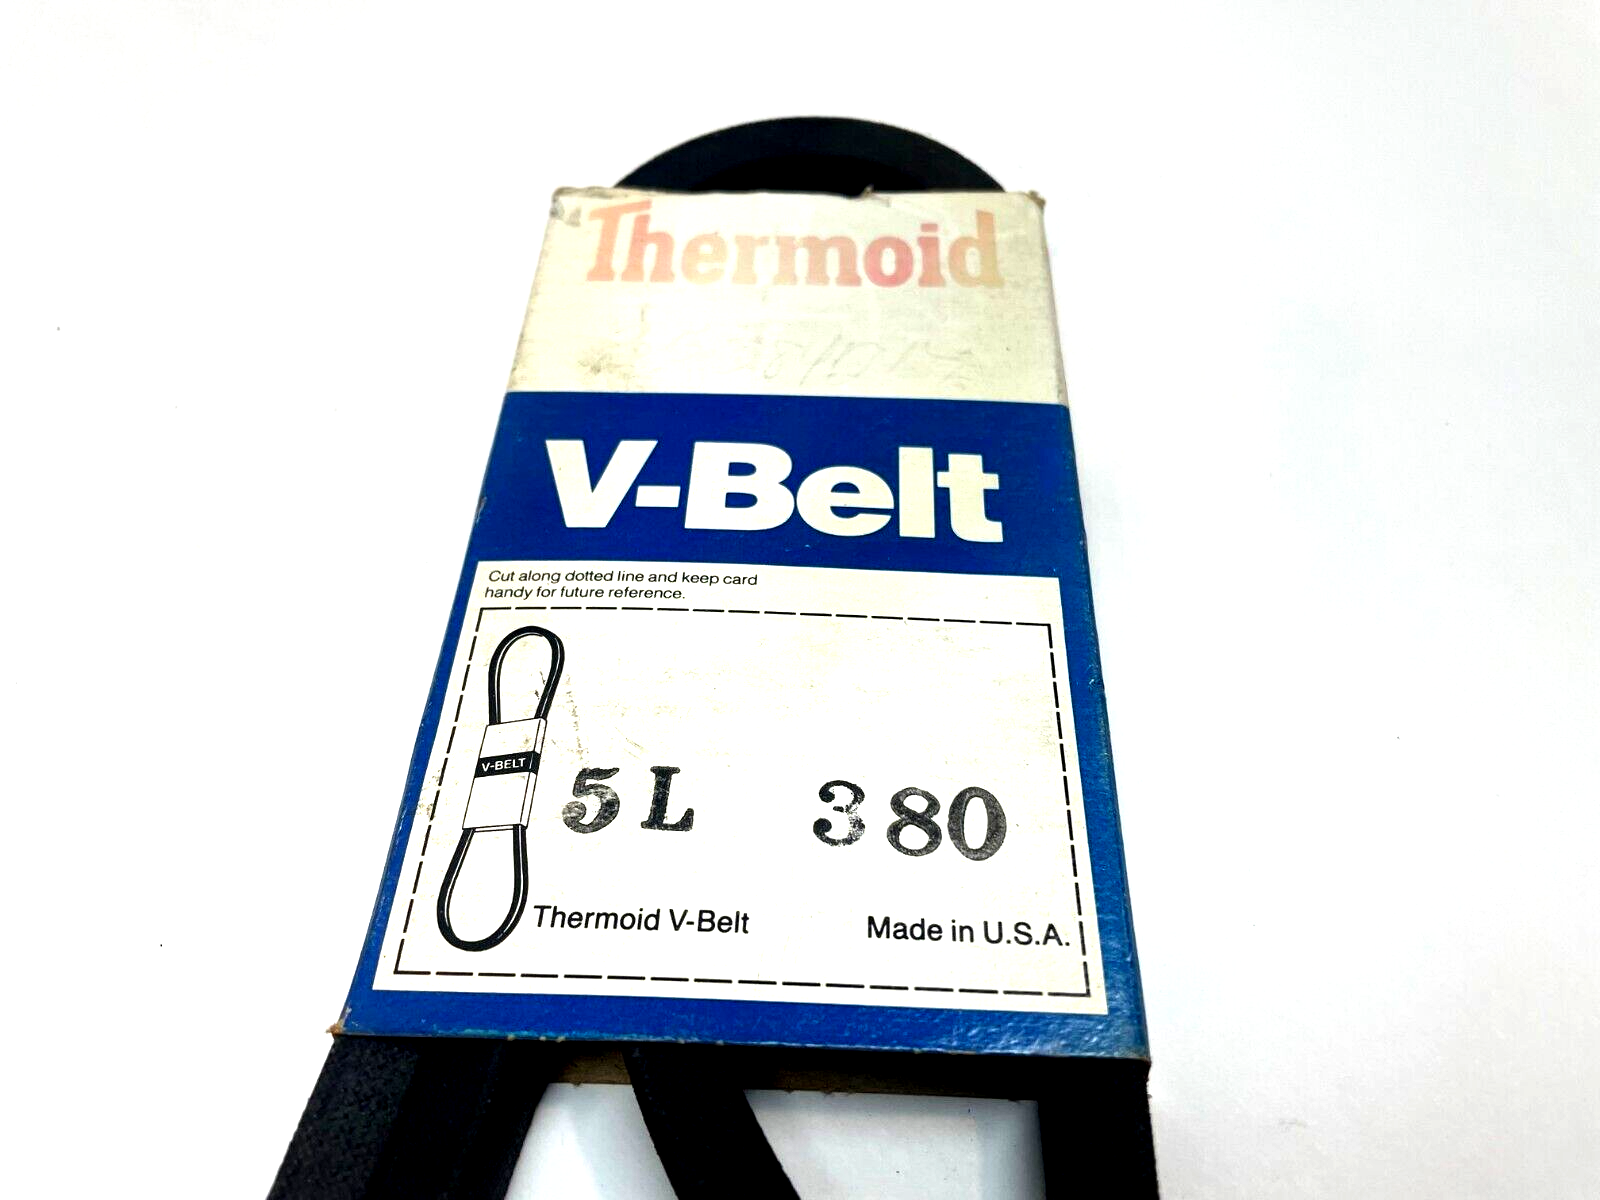 Thermoid
V-Belt
Cut along dotted line and keep card
handy for future reference.
V-BELT
5L 380
Thermoid V-Belt Made in U.S.A.